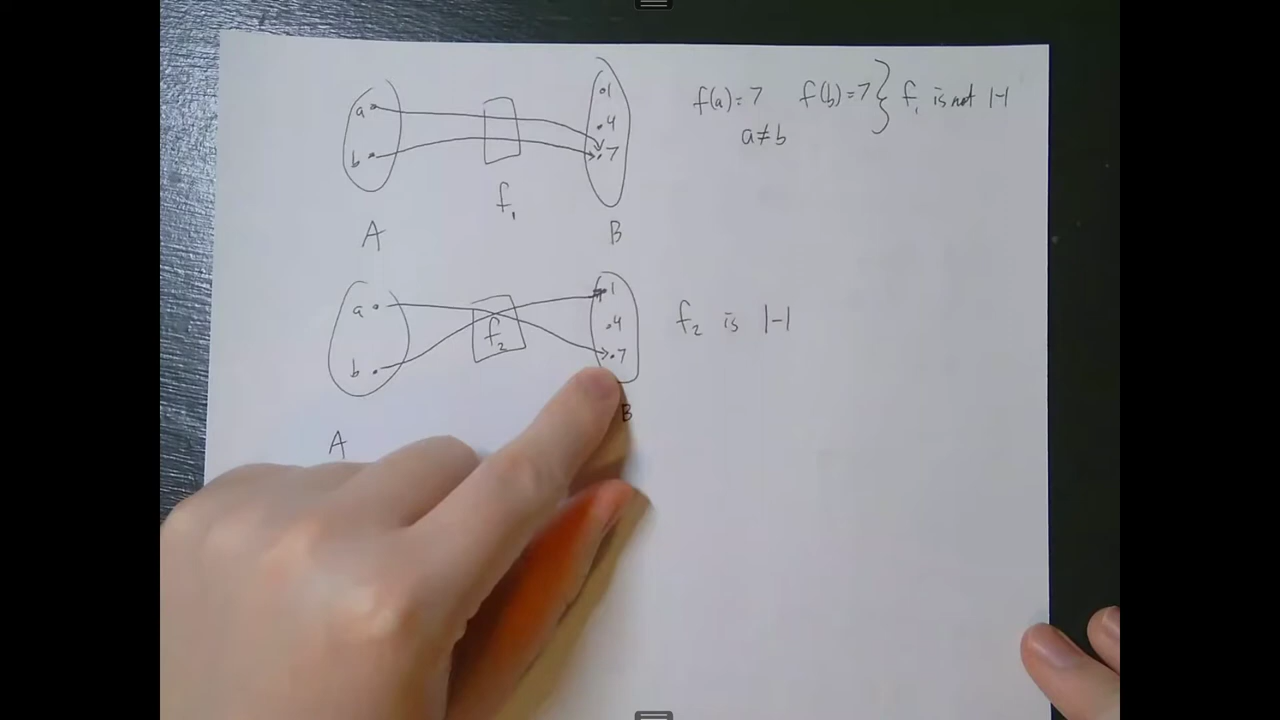 a
b
A
f₁
.1
.4
.7
B
f(a)=7 f(b)=7} f₁ is not 1-1
a≠b
a
b
A
f₂
.1
.4
.7
B
f₂ is 1-1